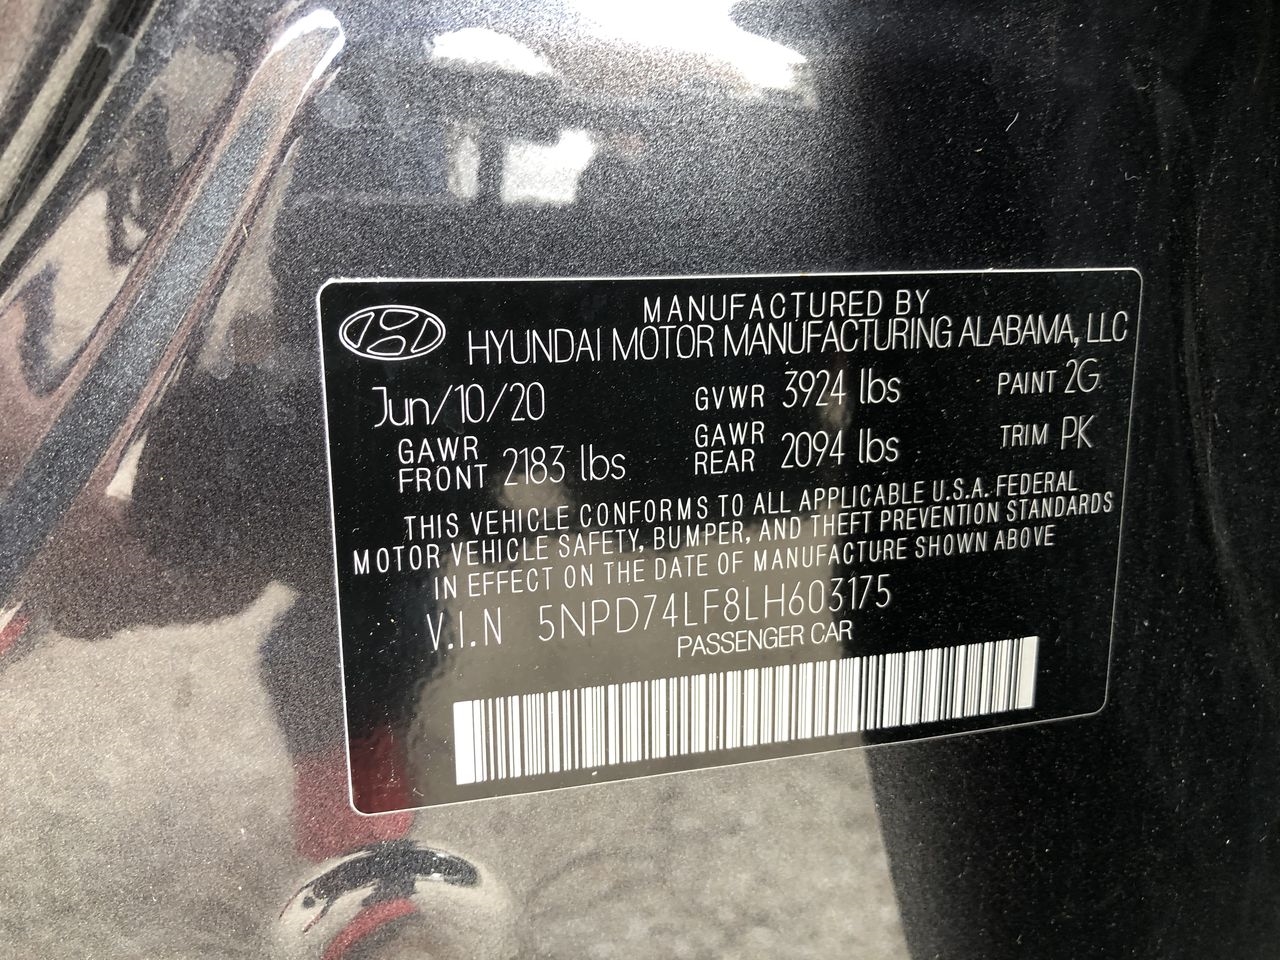 MANUFACTURED BY
HYUNDAI MOTOR MANUFACTURING ALABAMA, LLC
Jun/10/20 GVWR 3924 lbs PAINT 2G
GAWR FRONT 2183 lbs GAWR REAR 2094 lbs TRIM PK
THIS VEHICLE CONFORMS TO ALL APPLICABLE U.S.A. FEDERAL
MOTOR VEHICLE SAFETY, BUMPER, AND THEFT PREVENTION STANDARDS
IN EFFECT ON THE DATE OF MANUFACTURE SHOWN ABOVE
V.I.N 5NPD74LF8LH603175
PASSENGER CAR